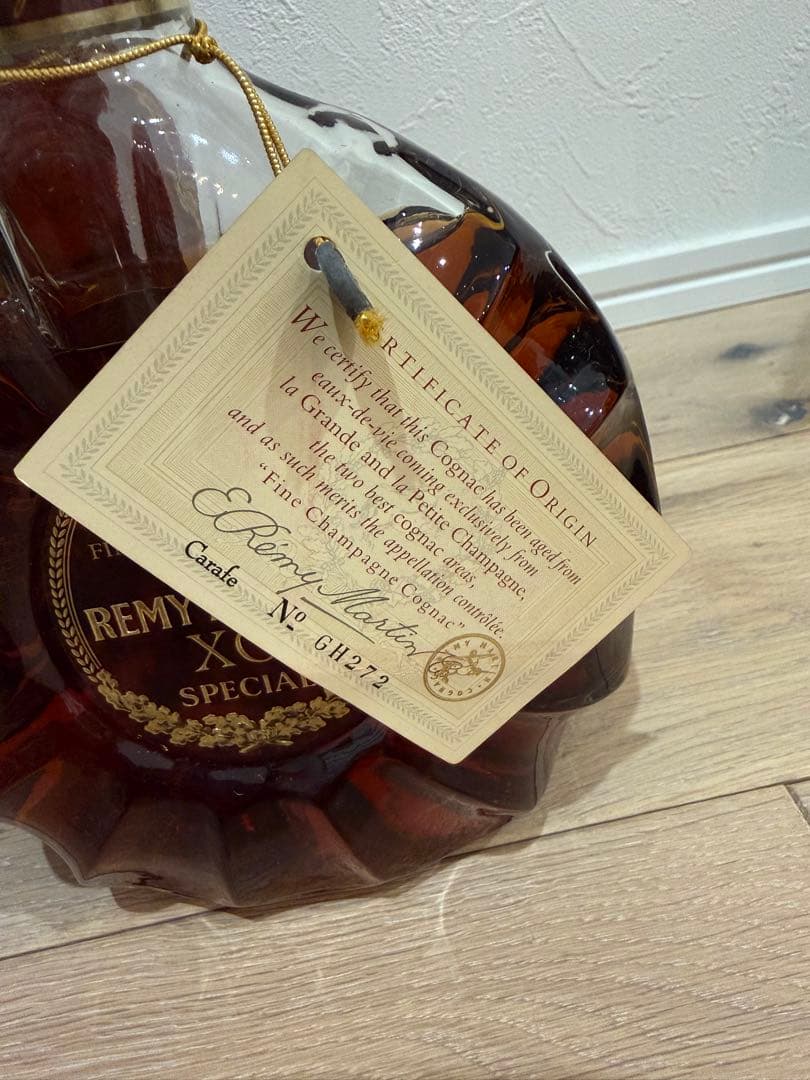 CERTIFICATE OF ORIGIN
We certify that this Cognac has been aged from
eaux-de-vie coming exclusively from
la Grande and la Petite Champagne,
the two best cognac areas,
and as such merits the appellation contrôlée.
"Fine Champagne Cognac"
E. Rémy Martin
Carafe Nº GH272
REMY
XO
SPECIAL